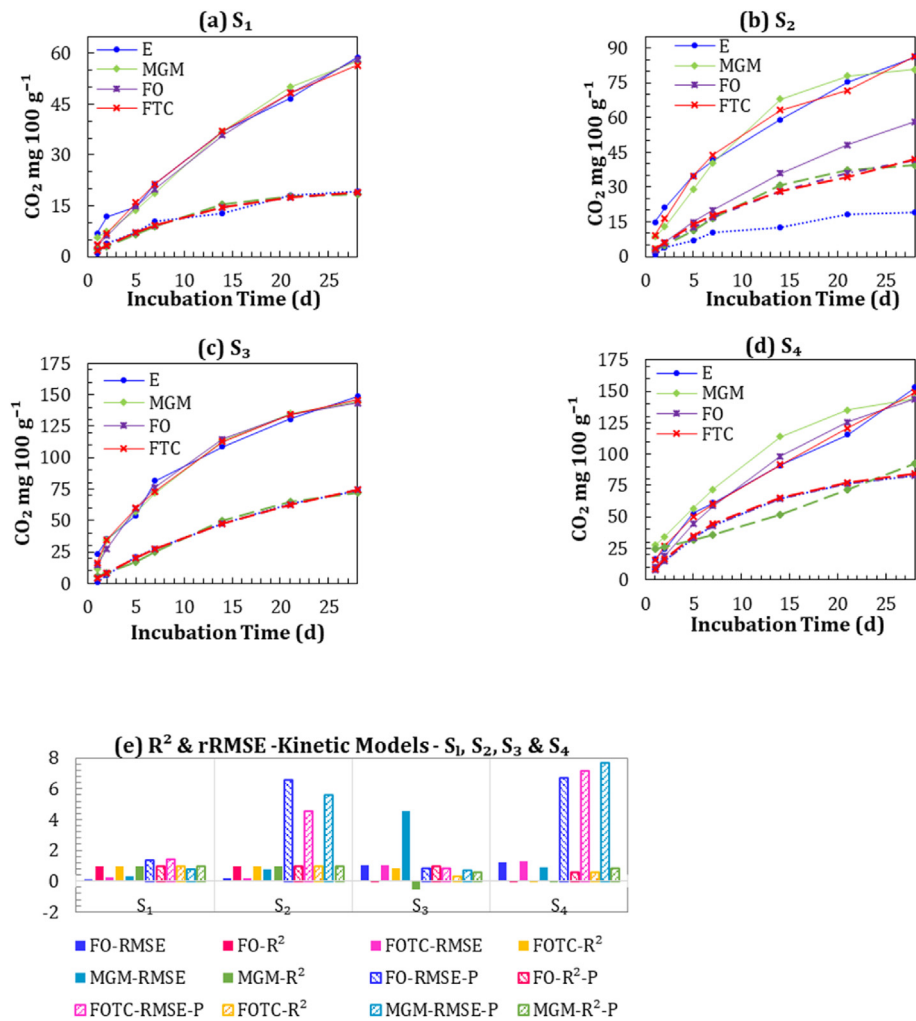 (a) S₁
60
45
30
15
0
CO₂ mg 100 g⁻¹
E
MGM
FO
FTC
0 5 10 15 20 25
Incubation Time (d)
(b) S₂
90
75
60
45
30
15
0
CO₂ mg 100 g⁻¹
E
MGM
FO
FTC
0 5 10 15 20 25
Incubation Time (d)
(c) S₃
175
150
125
100
75
50
25
0
CO₂ mg 100 g⁻¹
E
MGM
FO
FTC
0 5 10 15 20 25
Incubation Time (d)
(d) S₄
175
150
125
100
75
50
25
0
CO₂ mg 100 g⁻¹
E
MGM
FO
FTC
0 5 10 15 20 25
Incubation Time (d)
(e) R² & rRMSE -Kinetic Models - Sₗ, S₂, S₃ & S₄
8
6
4
2
0
-2
S₁ S₂ S₃ S₄
FO-RMSE FO-R² FOTC-RMSE FOTC-R²
MGM-RMSE MGM-R² FO-RMSE-P FO-R²-P
FOTC-RMSE-P FOTC-R² MGM-RMSE-P MGM-R²-P